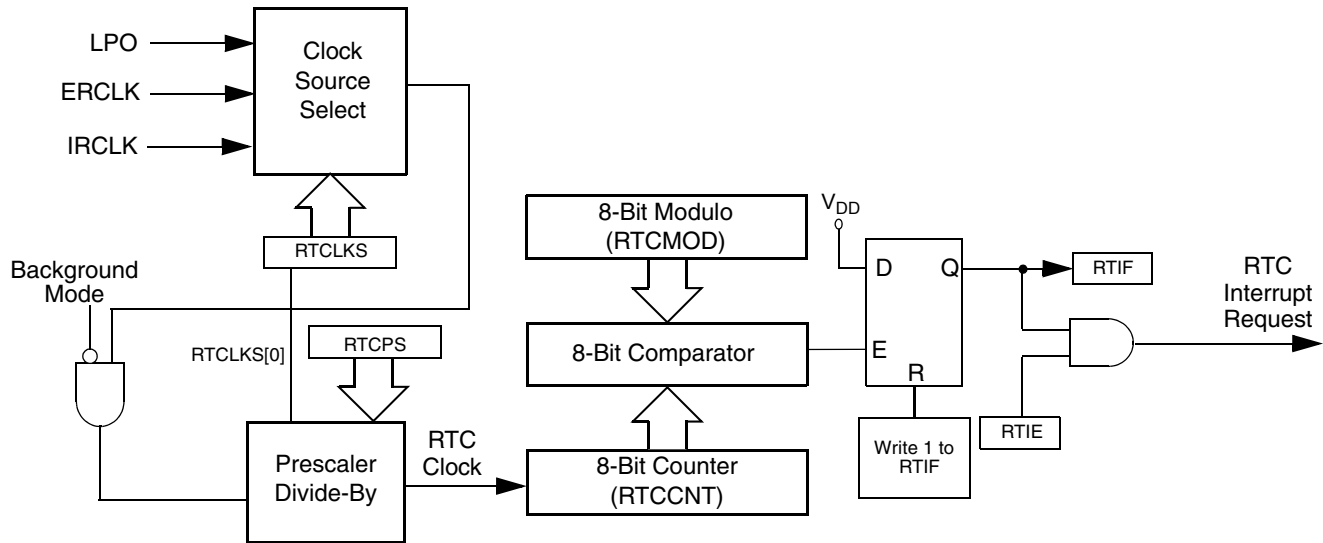 LPO
ERCLK
IRCLK
Clock
Source
Select
RTCLKS
Background
Mode
RTCLKS[0]
RTCPS
Prescaler
Divide-By
RTC
Clock
8-Bit Modulo
(RTCMOD)
8-Bit Comparator
8-Bit Counter
(RTCCNT)
VDD
D
Q
E
R
Write 1 to
RTIF
RTIF
RTIE
RTC
Interrupt
Request